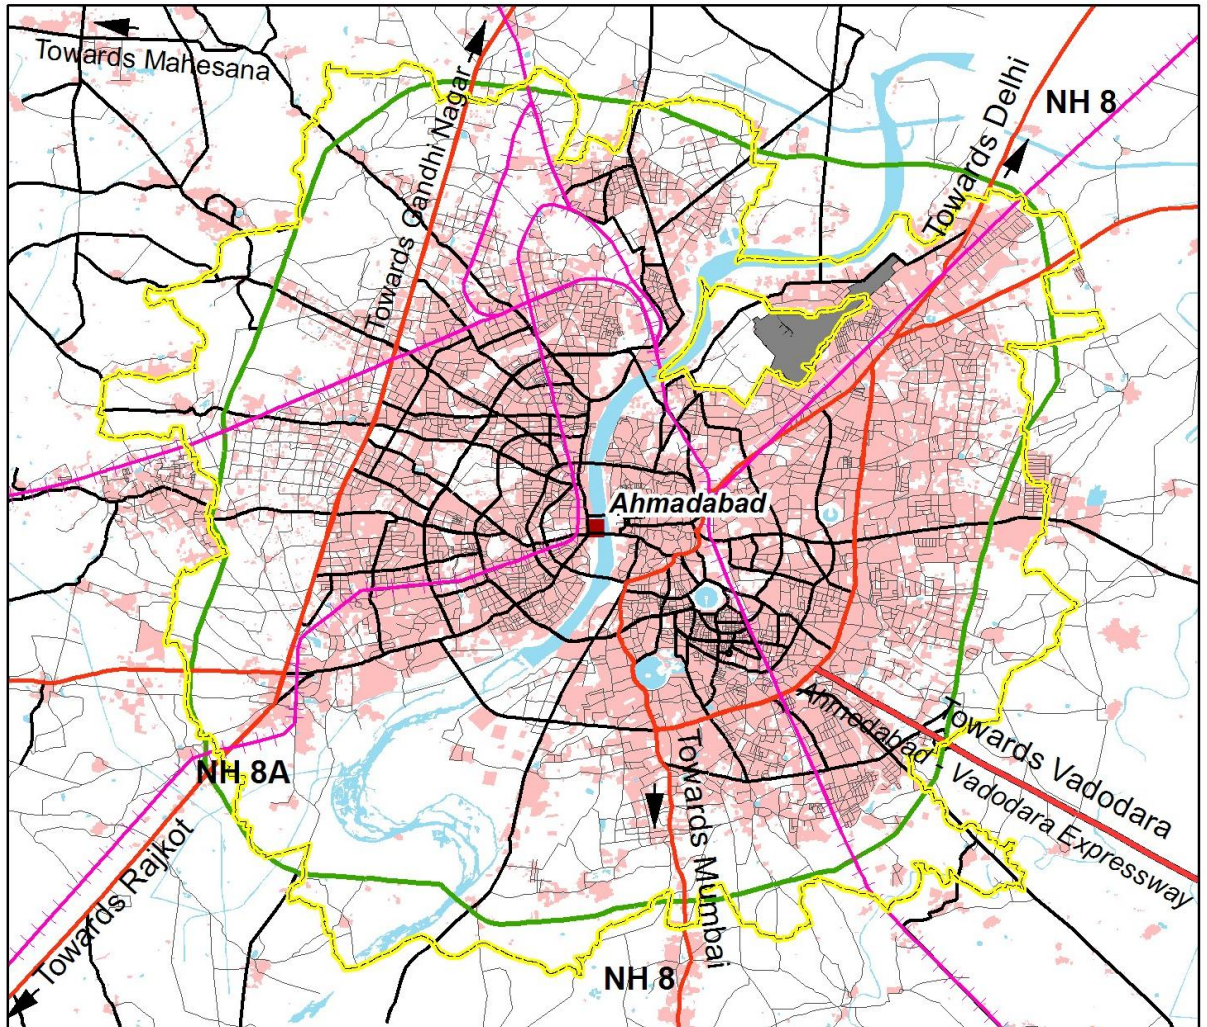 Towards Mahesana
Towards Gandhi Nagar
Towards Delhi
NH 8
Ahmadabad
NH 8A
Towards Rajkot
Towards Mumbai
NH 8
Towards Vadodara
Ahmedabad - Vadodara Expressway